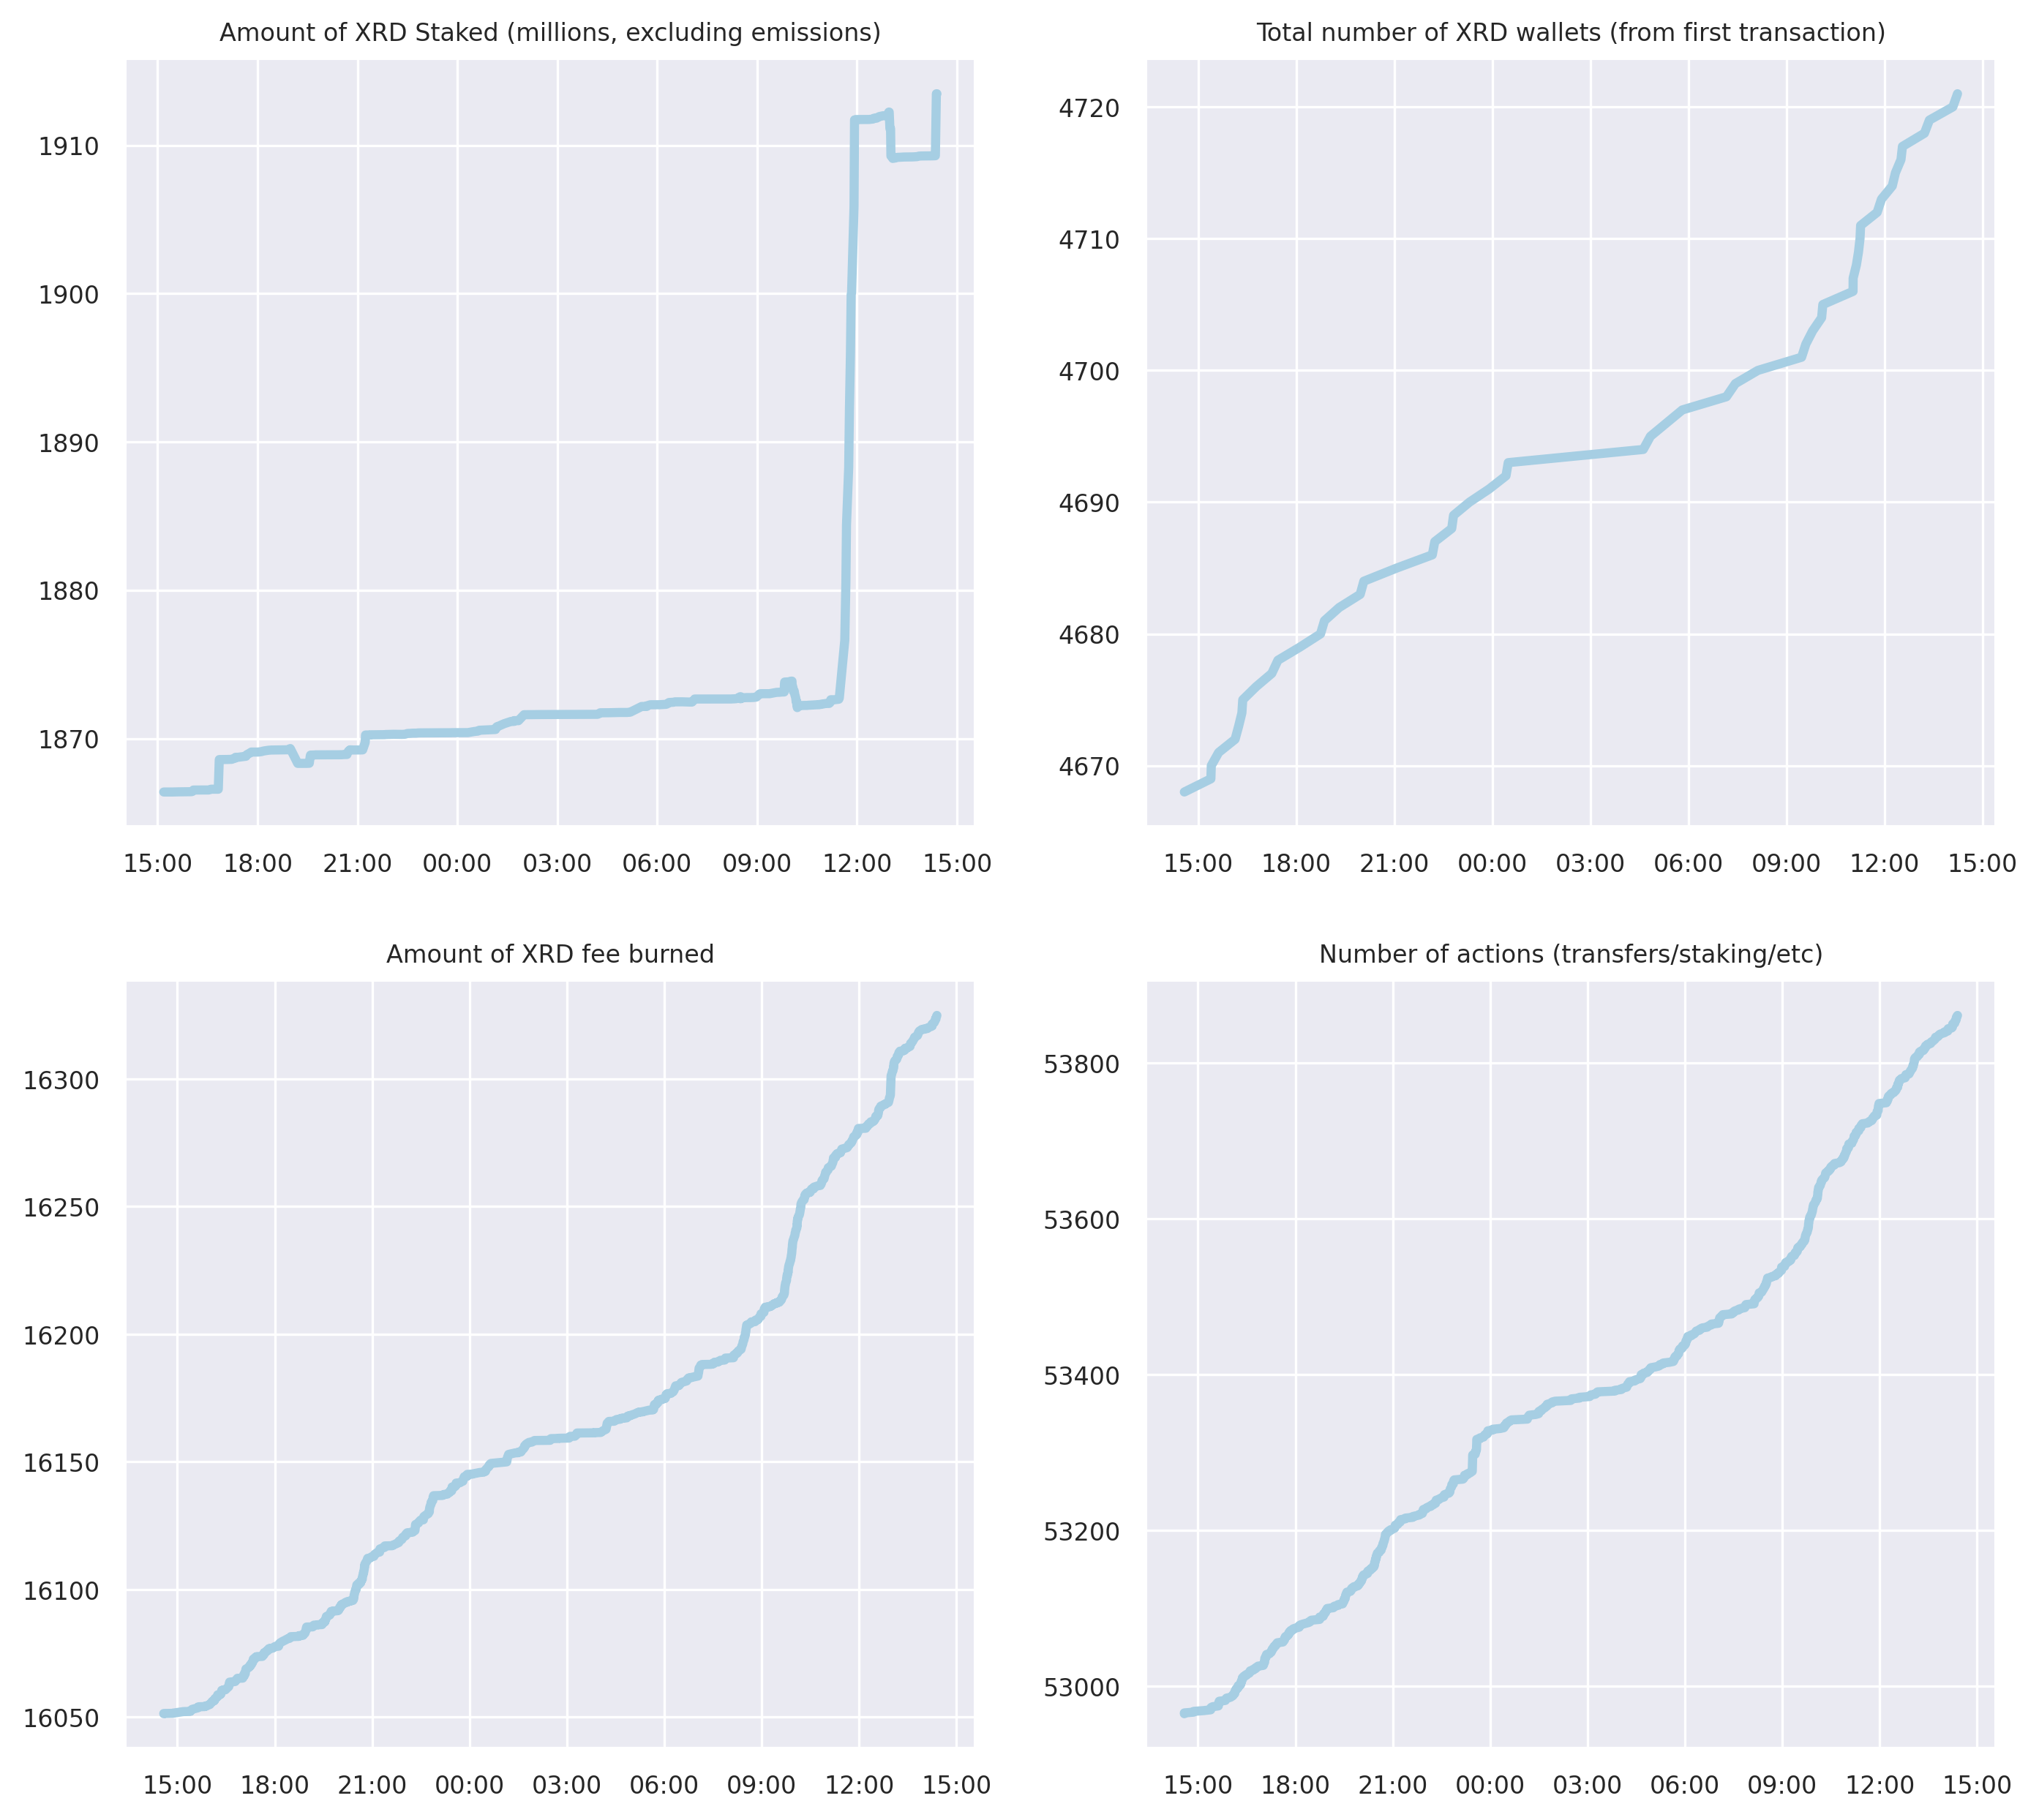 Amount of XRD Staked (millions, excluding emissions)
1910
1900
1890
1880
1870
15:00 18:00 21:00 00:00 03:00 06:00 09:00 12:00 15:00
Total number of XRD wallets (from first transaction)
4720
4710
4700
4690
4680
4670
15:00 18:00 21:00 00:00 03:00 06:00 09:00 12:00 15:00
Amount of XRD fee burned
16300
16250
16200
16150
16100
16050
15:00 18:00 21:00 00:00 03:00 06:00 09:00 12:00 15:00
Number of actions (transfers/staking/etc)
53800
53600
53400
53200
53000
15:00 18:00 21:00 00:00 03:00 06:00 09:00 12:00 15:00